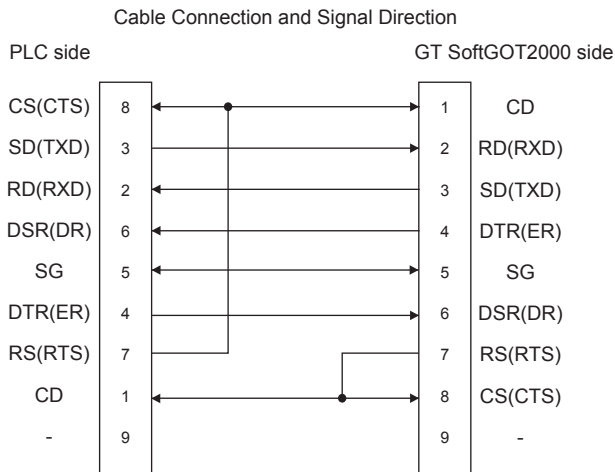 Cable Connection and Signal Direction
PLC side GT SoftGOT2000 side
CS(CTS) 8 1 CD
SD(TXD) 3 2 RD(RXD)
RD(RXD) 2 3 SD(TXD)
DSR(DR) 6 4 DTR(ER)
SG 5 5 SG
DTR(ER) 4 6 DSR(DR)
RS(RTS) 7 7 RS(RTS)
CD 1 8 CS(CTS)
- 9 9 -